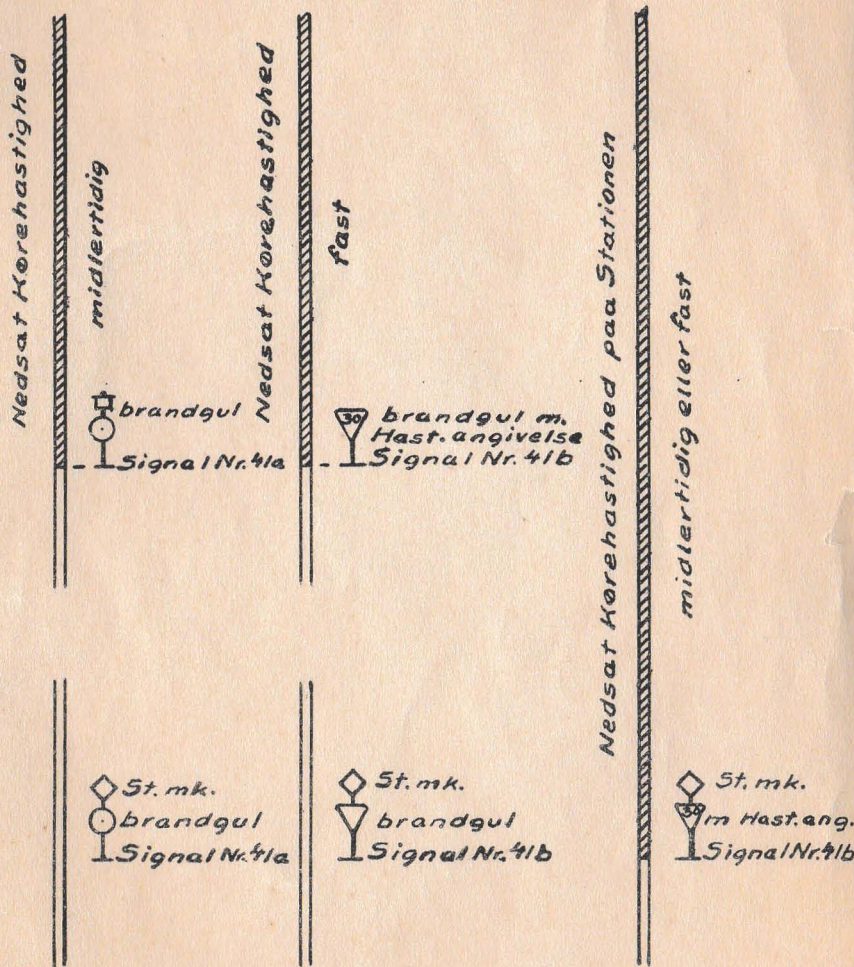 Nedsat Kørehastighed
midlertidig
brandgul
Signal Nr. 41a
St. mk.
brandgul
Signal Nr. 41a
Nedsat Kørehastighed
fast
30
brandgul m.
Hast. angivelse
Signal Nr. 41b
St. mk.
brandgul
Signal Nr. 41b
Nedsat Kørehastighed paa Stationen
midlertidig eller fast
St. mk.
m Hast. ang.
Signal Nr. 41b